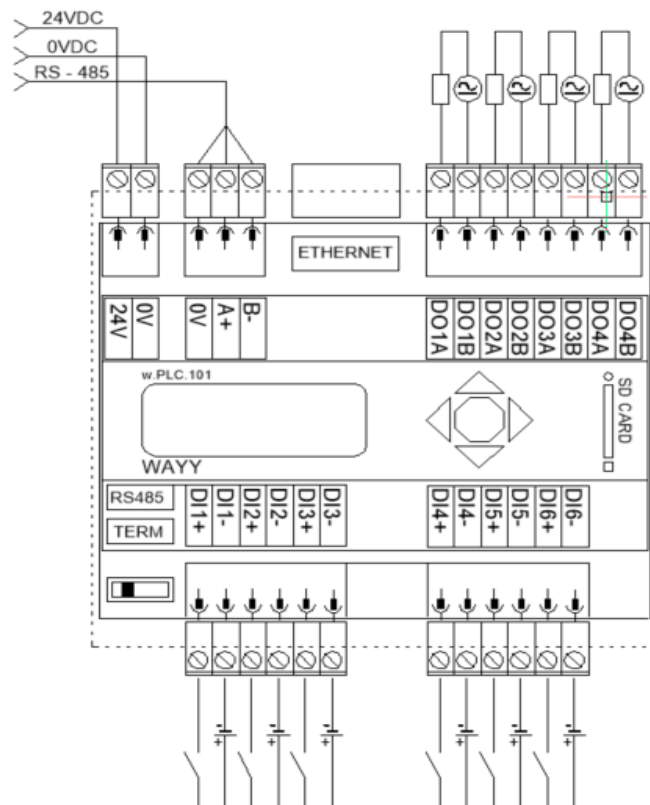 24VDC
0VDC
RS - 485
ETHERNET
24V 0V 0V A+ B- DO1A DO1B DO2A DO2B DO3A DO3B DO4A DO4B
w.PLC.101
SD CARD
WAYY
RS485 DI1+ DI1- DI2+ DI2- DI3+ DI3- DI4+ DI4- DI5+ DI5- DI6+ DI6-
TERM
- - - - - -
+ + + + + +